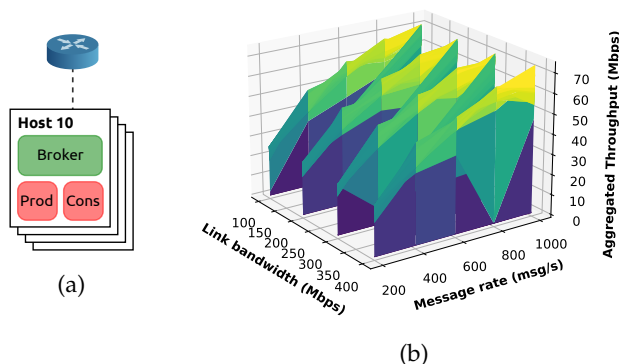 Host 10
Broker
Prod
Cons
(a)
70
60
50
40
30
20
10
0
Aggregated Throughput (Mbps)
100
150
200
250
300
350
400
Link bandwidth (Mbps)
200
400
600
800
1000
Message rate (msg/s)
(b)